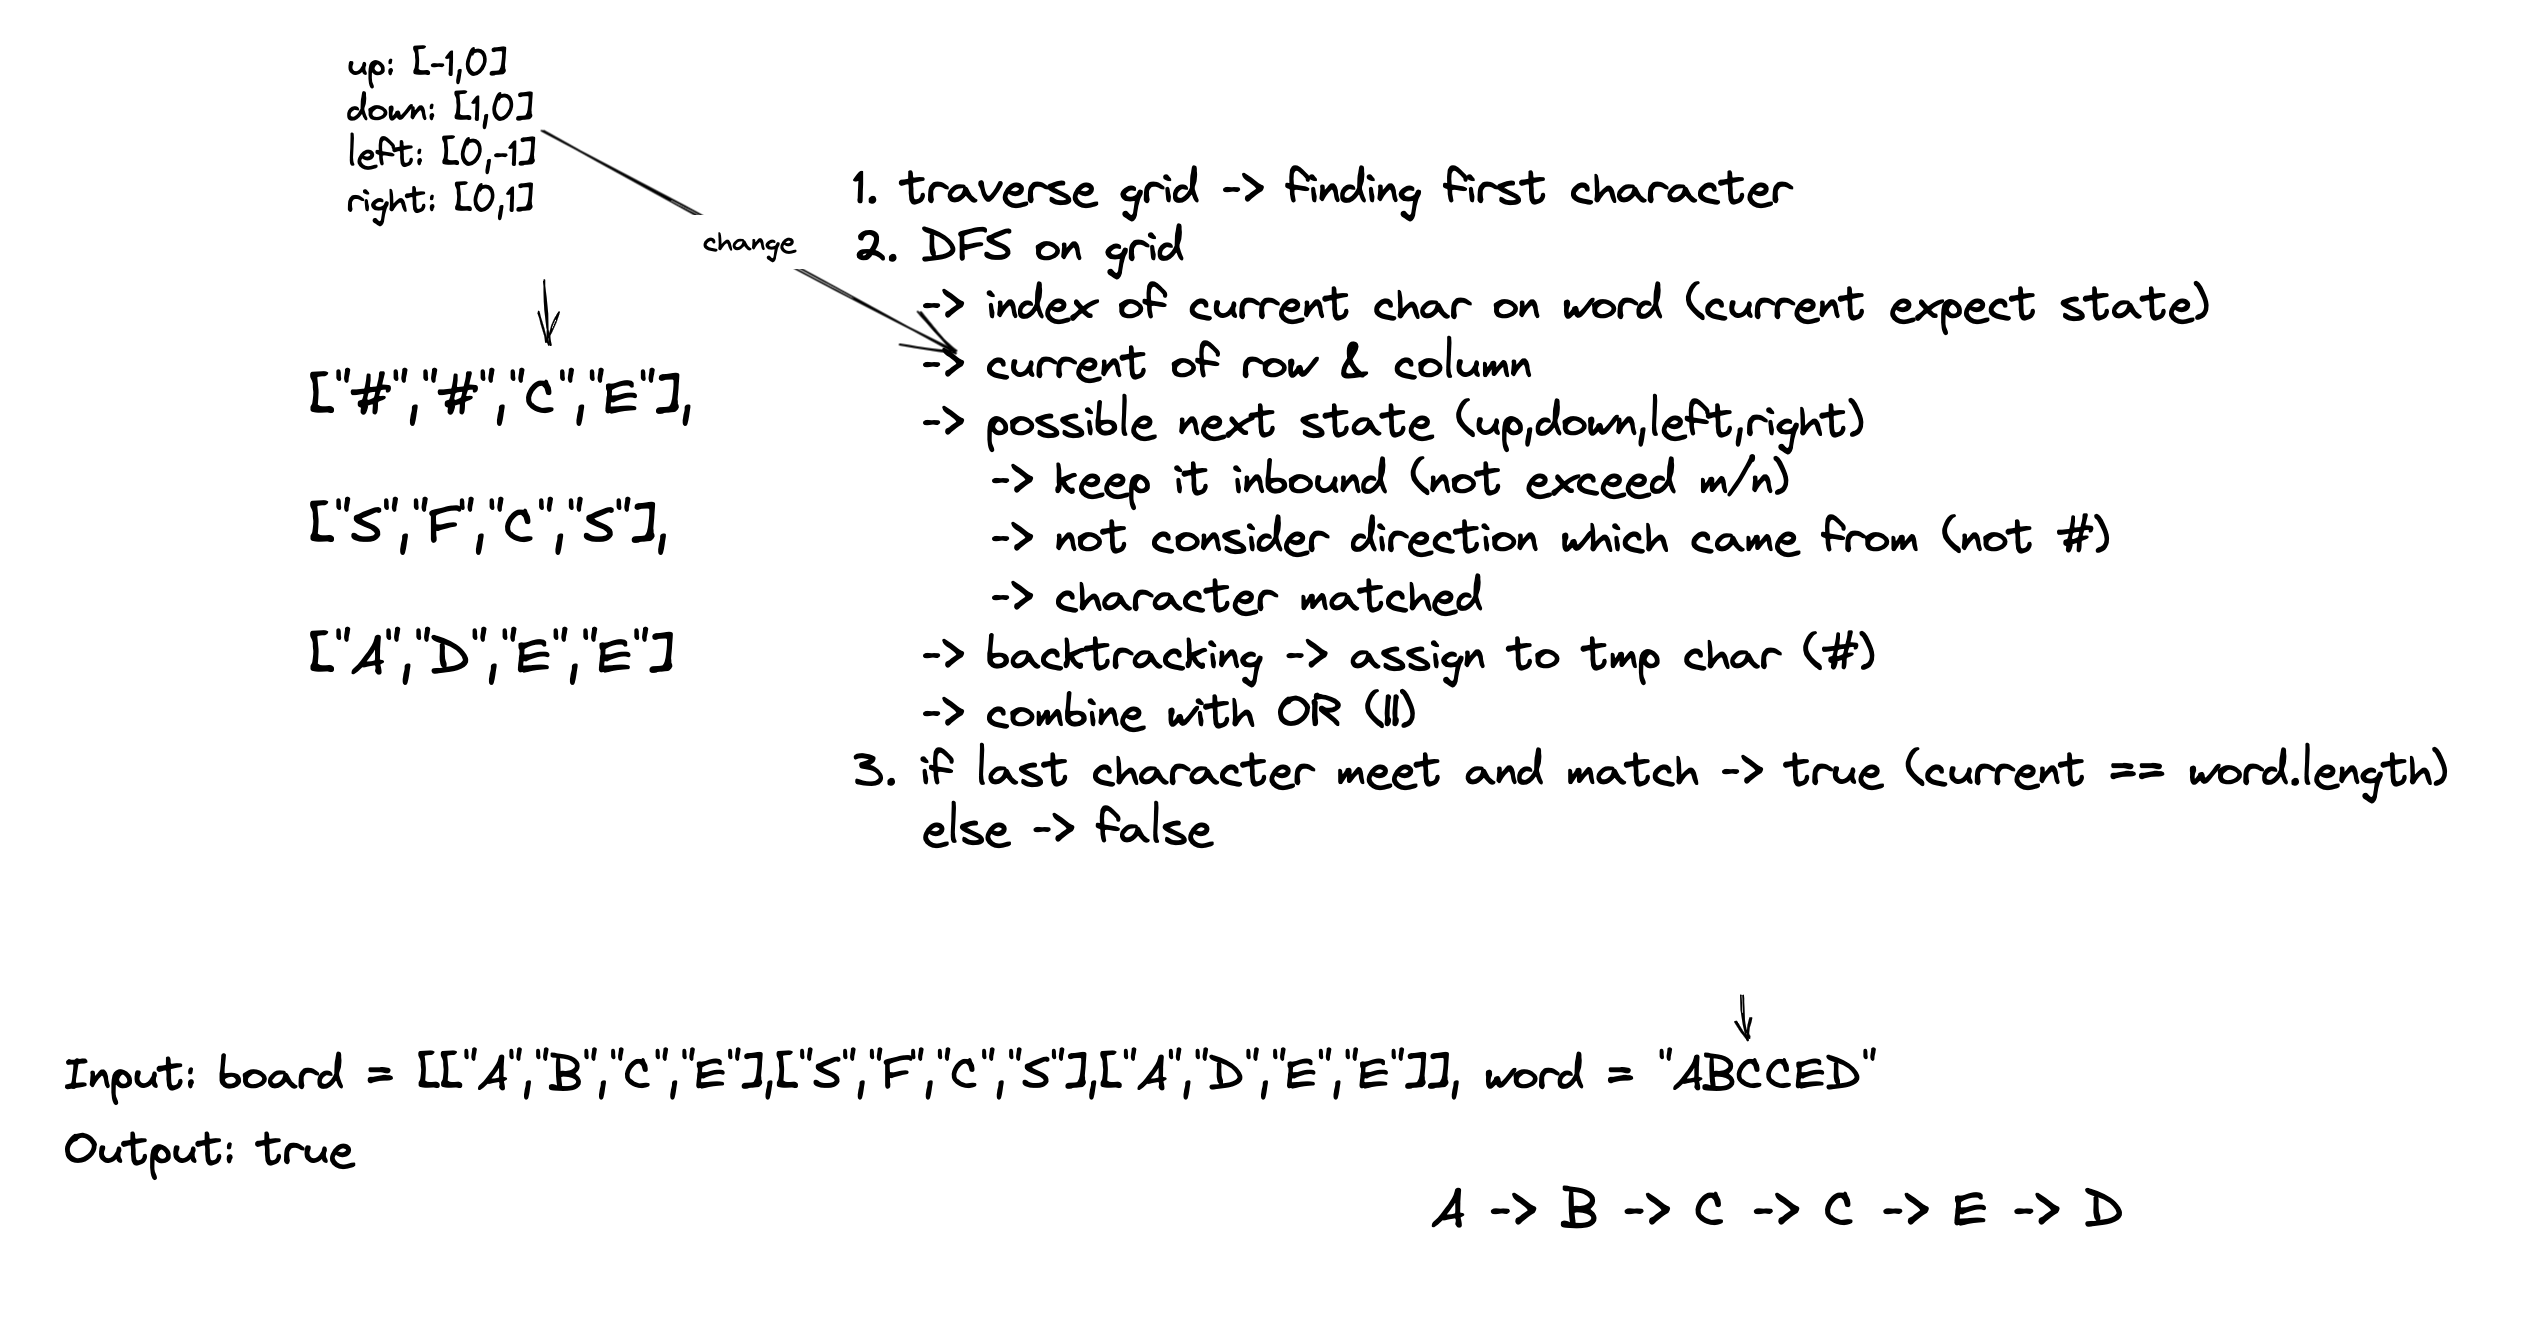 up: [-1,0]
down: [1,0]
left: [0,-1]
right: [0,1]
change
["#","#","C","E"],
["S","F","C","S"],
["A","D","E","E"]
1. traverse grid -> finding first character
2. DFS on grid
-> index of current char on word (current expect state)
-> current of row & column
-> possible next state (up,down,left,right)
-> keep it inbound (not exceed m/n)
-> not consider direction which came from (not #)
-> character matched
-> backtracking -> assign to tmp char (#)
-> combine with OR (||)
3. if last character meet and match -> true (current == word.length)
else -> false
Input: board = [["A","B","C","E"],["S","F","C","S"],["A","D","E","E"]], word = "ABCCED"
Output: true
A -> B -> C -> C -> E -> D